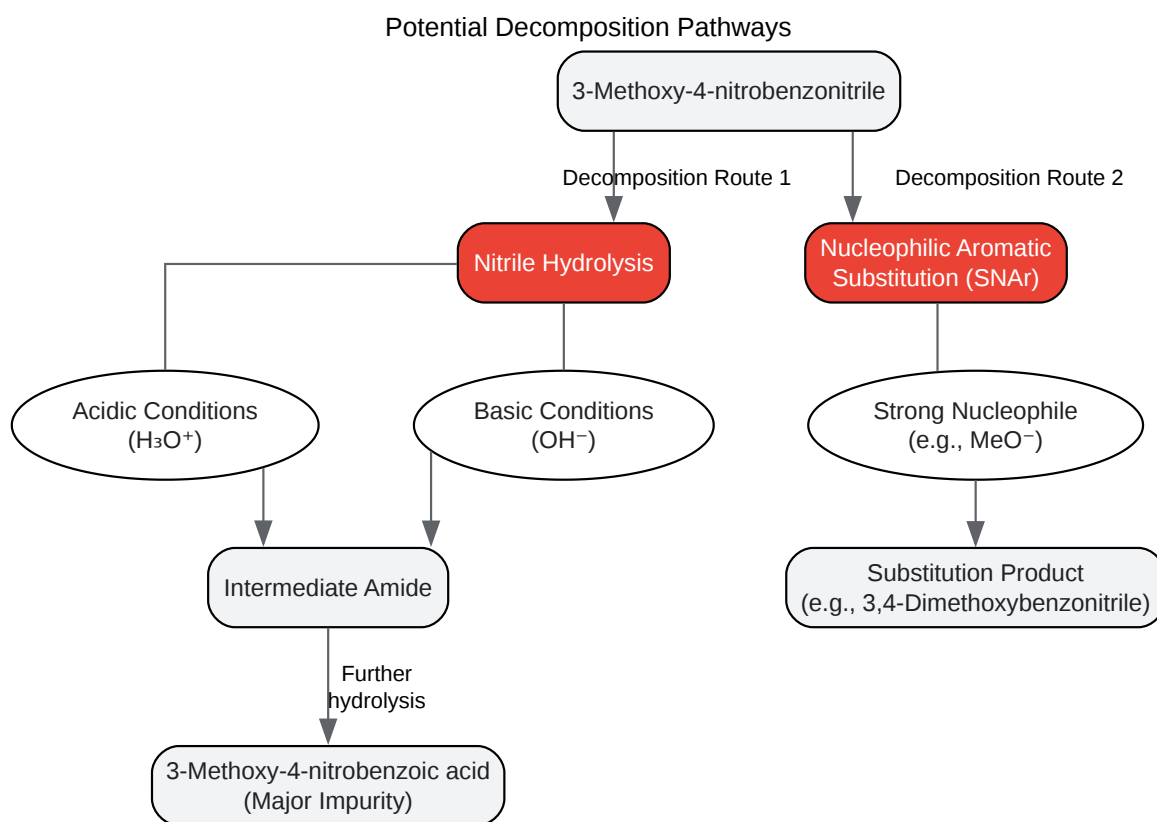 Potential Decomposition Pathways
3-Methoxy-4-nitrobenzonitrile
Decomposition Route 1
Decomposition Route 2
Nitrile Hydrolysis
Nucleophilic Aromatic
Substitution (SNAr)
Acidic Conditions
(H₃O⁺)
Basic Conditions
(OH⁻)
Strong Nucleophile
(e.g., MeO⁻)
Intermediate Amide
Substitution Product
(e.g., 3,4-Dimethoxybenzonitrile)
Further
hydrolysis
3-Methoxy-4-nitrobenzoic acid
(Major Impurity)